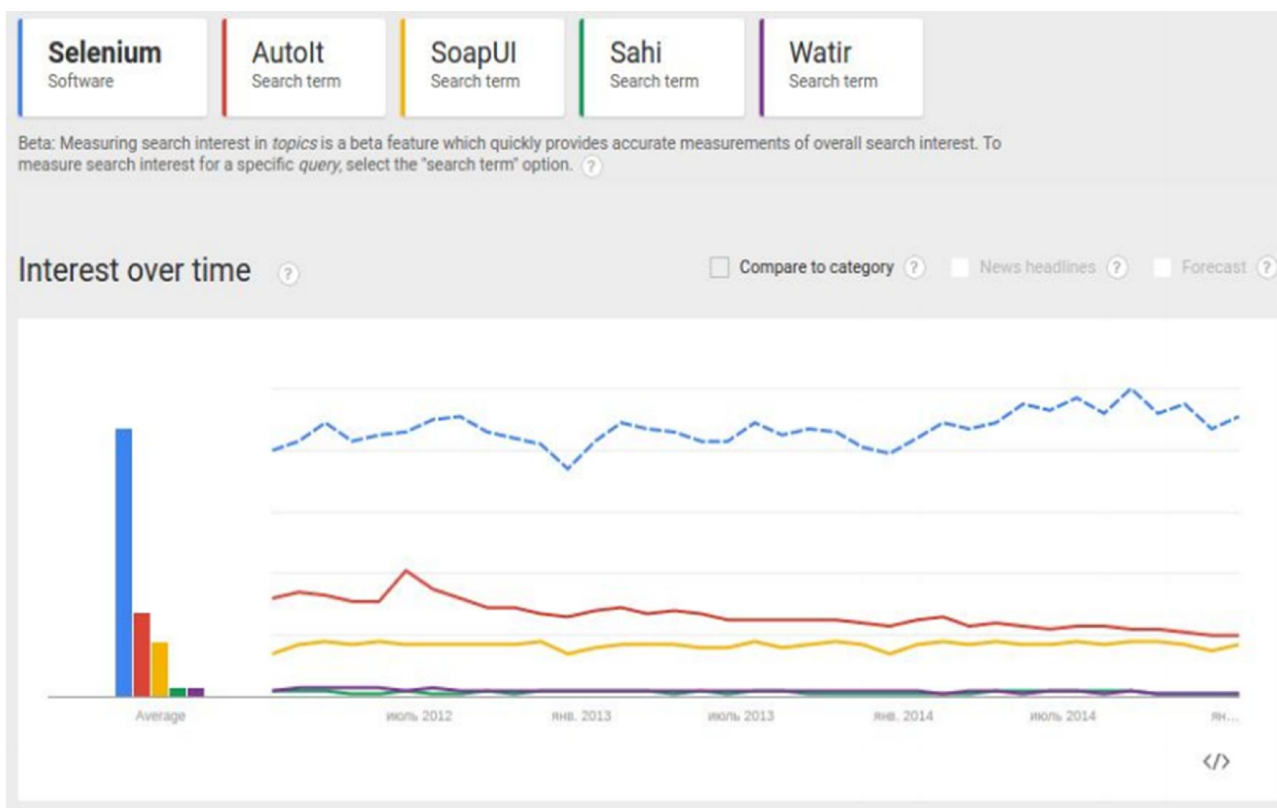 Selenium
Software
AutoIt
Search term
SoapUI
Search term
Sahi
Search term
Watir
Search term
Beta: Measuring search interest in topics is a beta feature which quickly provides accurate measurements of overall search interest. To
measure search interest for a specific query, select the "search term" option. ?
Interest over time ?
Compare to category ?
News headlines ?
Forecast ?
Average
июль 2012
янв. 2013
июль 2013
янв. 2014
июль 2014
ян...
</>